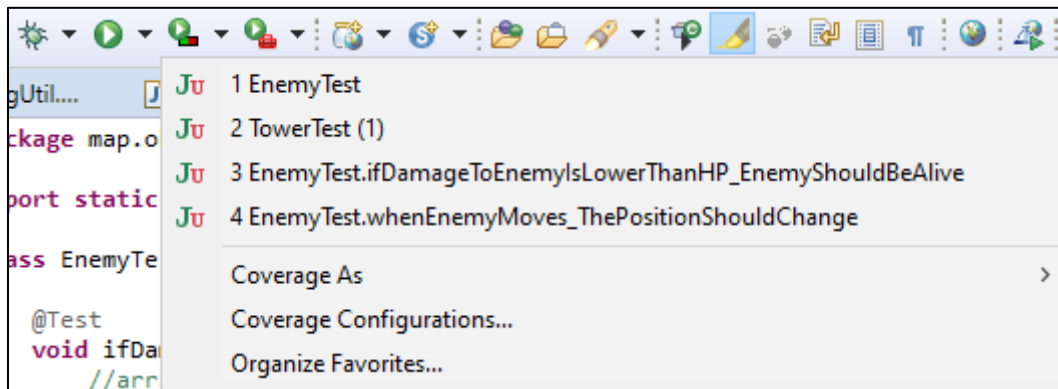 gUtil....
1 EnemyTest
ckage map.o
2 TowerTest (1)
3 EnemyTest.ifDamageToEnemyIsLowerThanHP_EnemyShouldBeAlive
port static
4 EnemyTest.whenEnemyMoves_ThePositionShouldChange
ass EnemyTe
Coverage As
@Test
Coverage Configurations...
void ifDa
Organize Favorites...
//arr